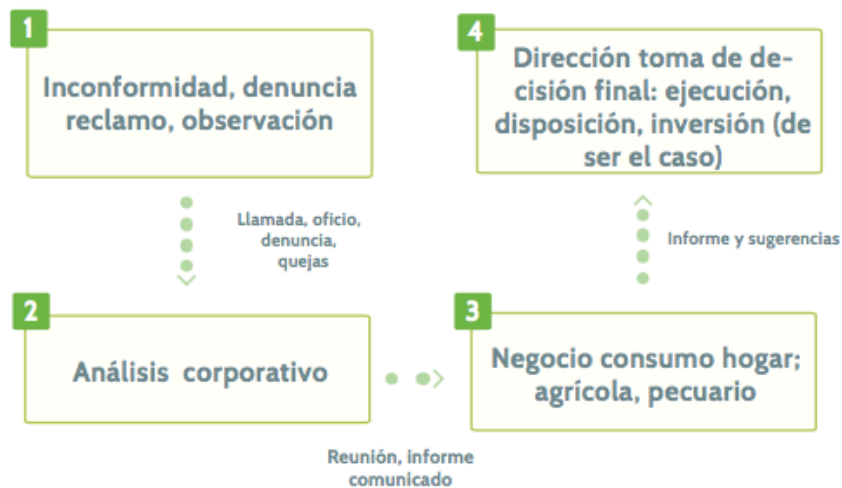 1
Inconformidad, denuncia
reclamo, observación
Llamada, oficio,
denuncia,
quejas
2
Análisis corporativo
Reunión, informe
comunicado
3
Negocio consumo hogar;
agrícola, pecuario
Informe y sugerencias
4
Dirección toma de de-
cisión final: ejecución,
disposición, inversión (de
ser el caso)